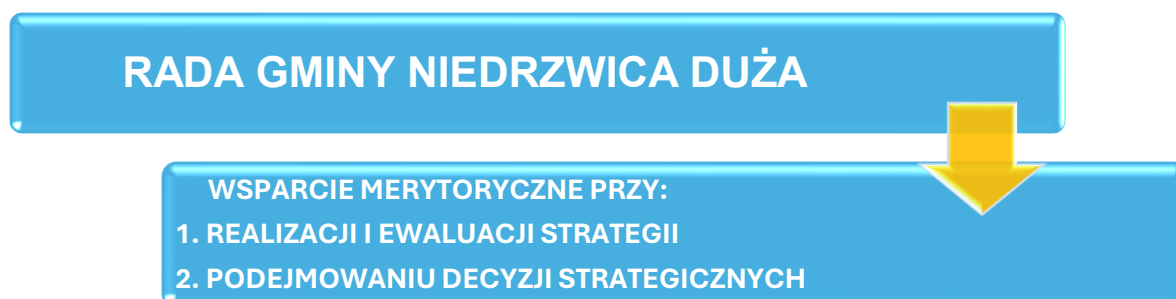 RADA GMINY NIEDRZWICA DUŻA
WSPARCIE MERYTORYCZNE PRZY:
1. REALIZACJI I EWALUACJI STRATEGII
2. PODEJMOWANIU DECYZJI STRATEGICZNYCH